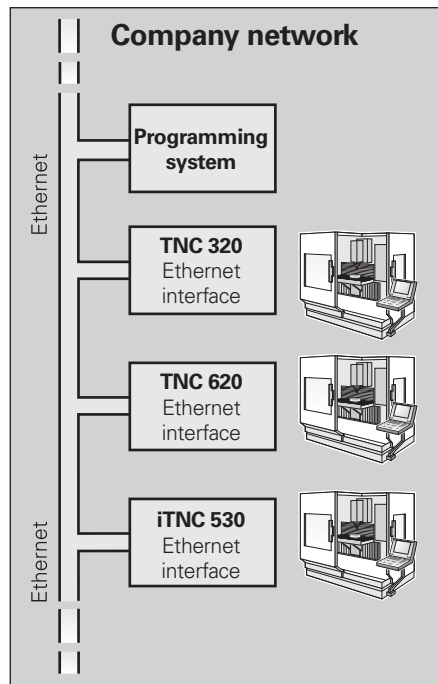 Company network
Ethernet
Programming
system
TNC 320
Ethernet
interface
TNC 620
Ethernet
interface
Ethernet
iTNC 530
Ethernet
interface